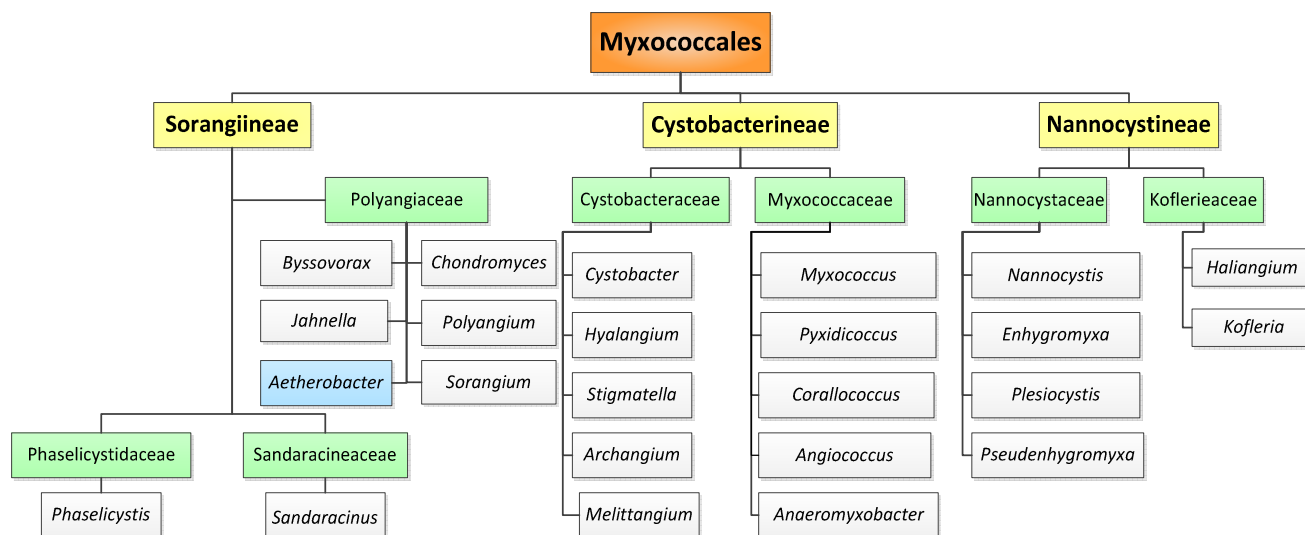 Myxococcales
Sorangiineae
Cystobacterineae
Nannocystineae
Polyangiaceae
Cystobacteraceae
Myxococcaceae
Nannocystaceae
Koflerieaceae
Byssovorax
Chondromyces
Cystobacter
Myxococcus
Nannocystis
Haliangium
Jahnella
Polyangium
Hyalangium
Pyxidicoccus
Enhygromyxa
Kofleria
Aetherobacter
Sorangium
Stigmatella
Corallococcus
Plesiocystis
Phaselicystidaceae
Sandaracineaceae
Archangium
Angiococcus
Pseudenhygromyxa
Phaselicystis
Sandaracinus
Melittangium
Anaeromyxobacter